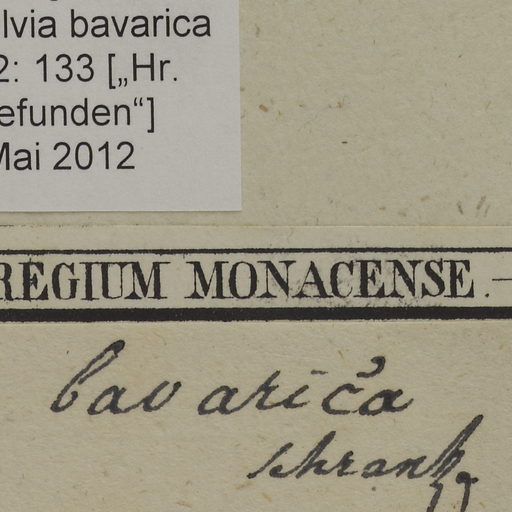 lvia bavarica
2: 133 [„Hr.
efunden“]
Mai 2012
REGIUM MONACENSE. —
bavarica
schrank